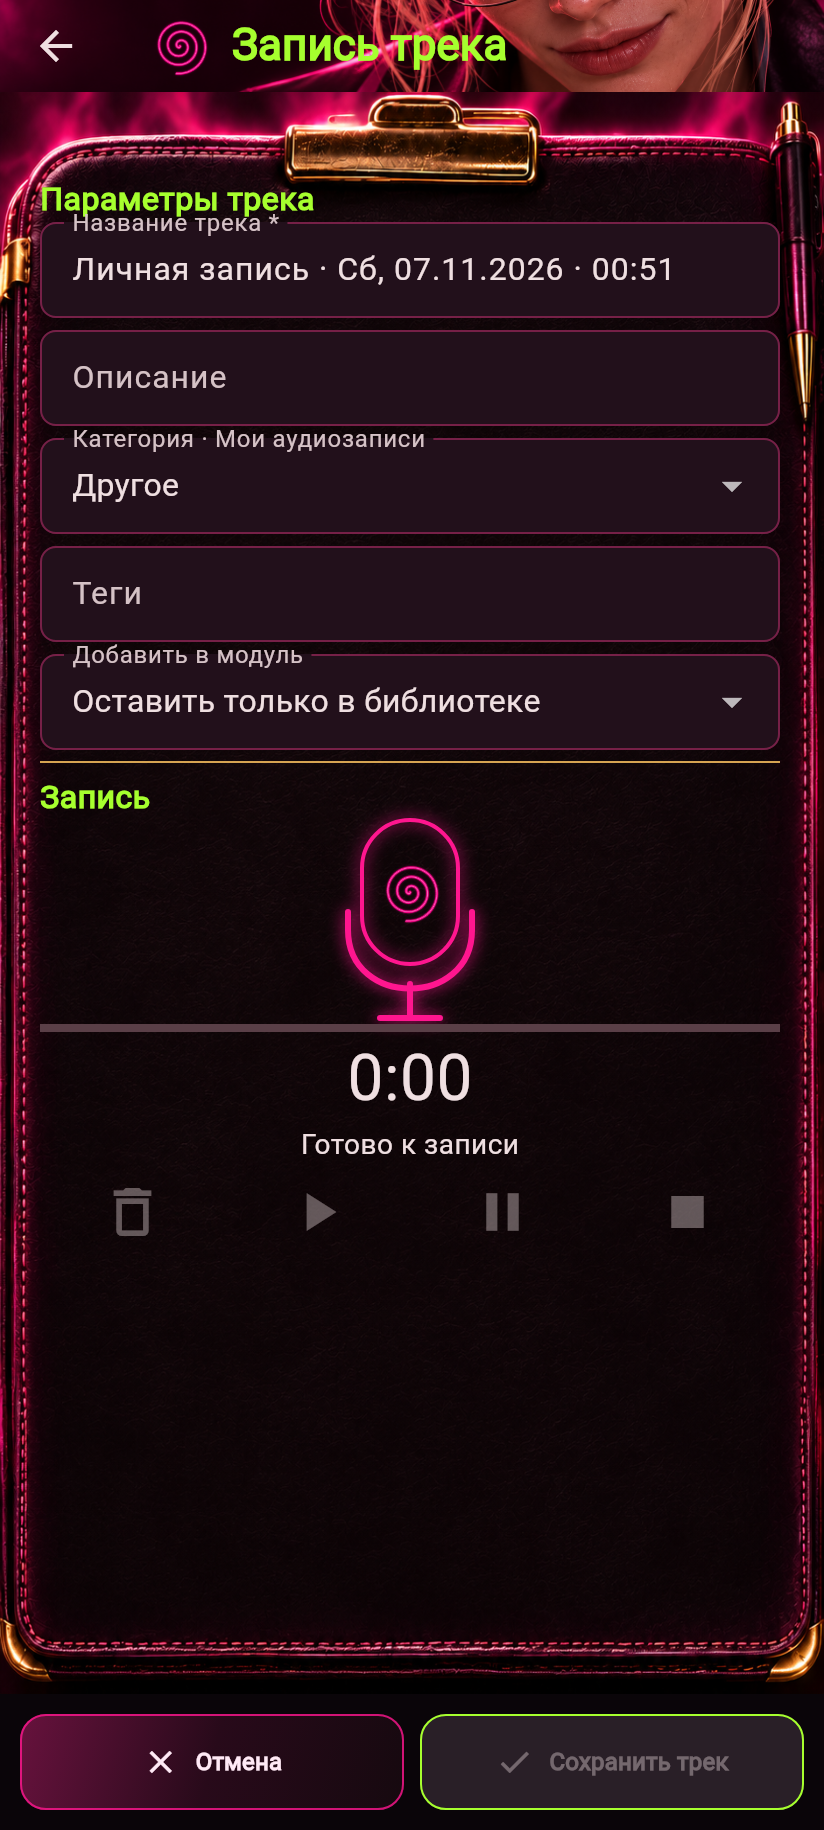 Запись трека
Параметры трека
Название трека *
Личная запись · Сб, 07.11.2026 · 00:51
Описание
Категория · Мои аудиозаписи
Другое
Теги
Добавить в модуль
Оставить только в библиотеке
Запись
0:00
Готово к записи
Отмена
Сохранить трек